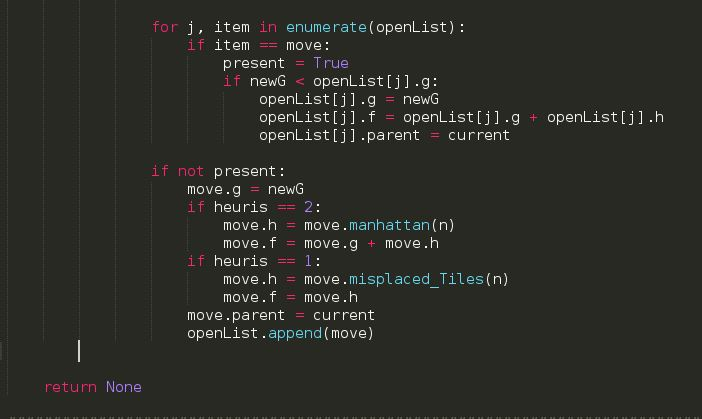 for j, item in enumerate(openList):
if item == move:
present = True
if newG < openList[j].g:
openList[j].g = newG
openList[j].f = openList[j].g + openList[j].h
openList[j].parent = current
if not present:
move.g = newG
if heuris == 2:
move.h = move.manhattan(n)
move.f = move.g + move.h
if heuris == 1:
move.h = move.misplaced_Tiles(n)
move.f = move.h
move.parent = current
openList.append(move)
return None